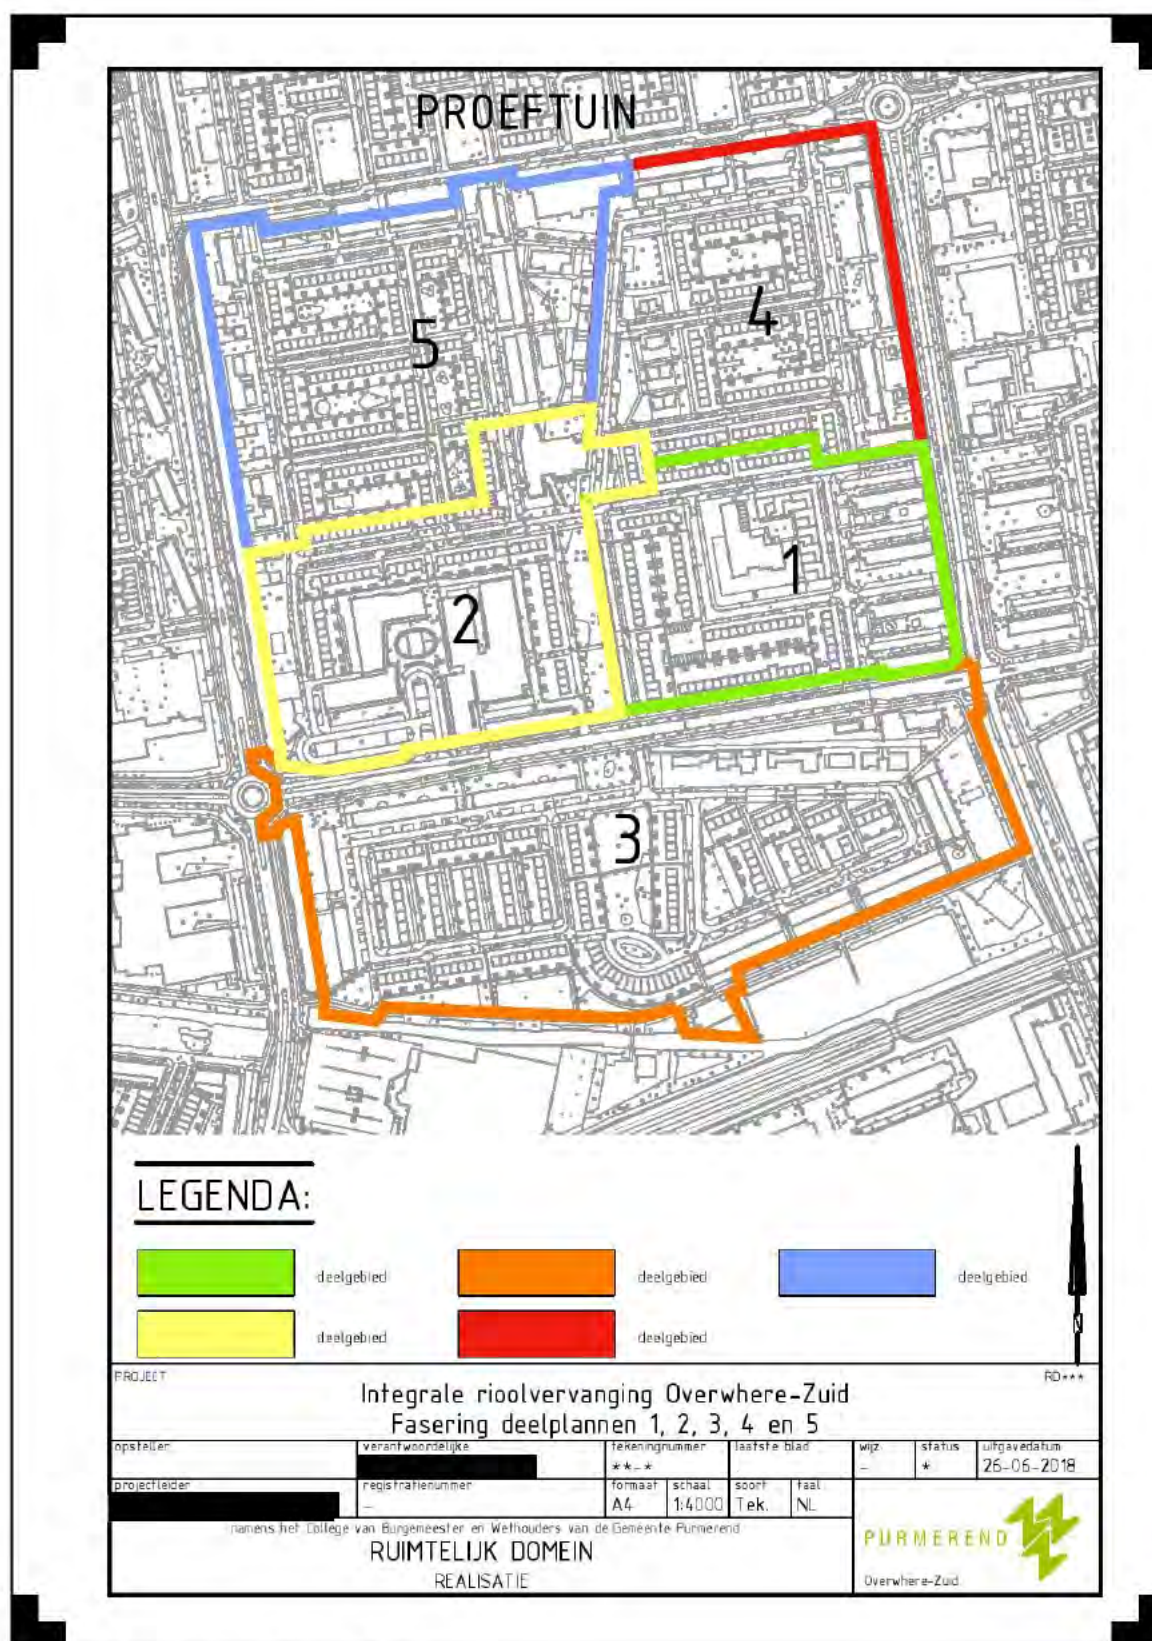 PROEFTUIN
5
4
1
2
3
LEGENDA:
deelgebied
deelgebied
deelgebied
deelgebied
deelgebied
N
PROJECT
RD***
Integrale rioolvervanging Overwhere-Zuid
Fasering deelplannen 1, 2, 3, 4 en 5
opsteller
verantwoordelijke
tekeningnummer
laatste blad
wijz.
status
uitgavedatum
**-*
-
*
26-06-2018
projectleider
registratienummer
formaat
schaal
soort
taal
-
A4
1:4000
Tek.
NL
namens het College van Burgemeester en Wethouders van de Gemeente Purmerend
RUIMTELIJK DOMEIN
REALISATIE
PURMEREND
Overwhere-Zuid